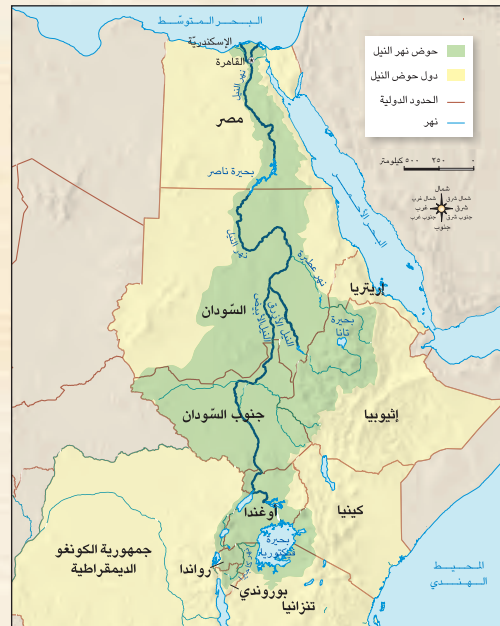 البحر المتوسّط
الإسكندريّة
القاهرة
نهر النيل
مصر
بحيرة ناصر
حوض نهر النيل
دول حوض النيل
الحدود الدولية
نهر
٥٠٠ كيلومتر ٢٥٠ ٠
شمال
شمال غرب شمال شرق
غرب شرق
جنوب غرب جنوب شرق
جنوب
البحر الأحمر
نهر النيل
نهر عطبرة
إريتريا
السّودان
النيل الأبيض
النيل الأزرق
بحيرة
تانا
جنوب السّودان
إثيوبيا
أوغندا
كينيا
بحيرة
فيكتوريا
جمهورية الكونغو
الديمقراطية
رواندا
بوروندي
تنزانيا
المحيط
الهندي